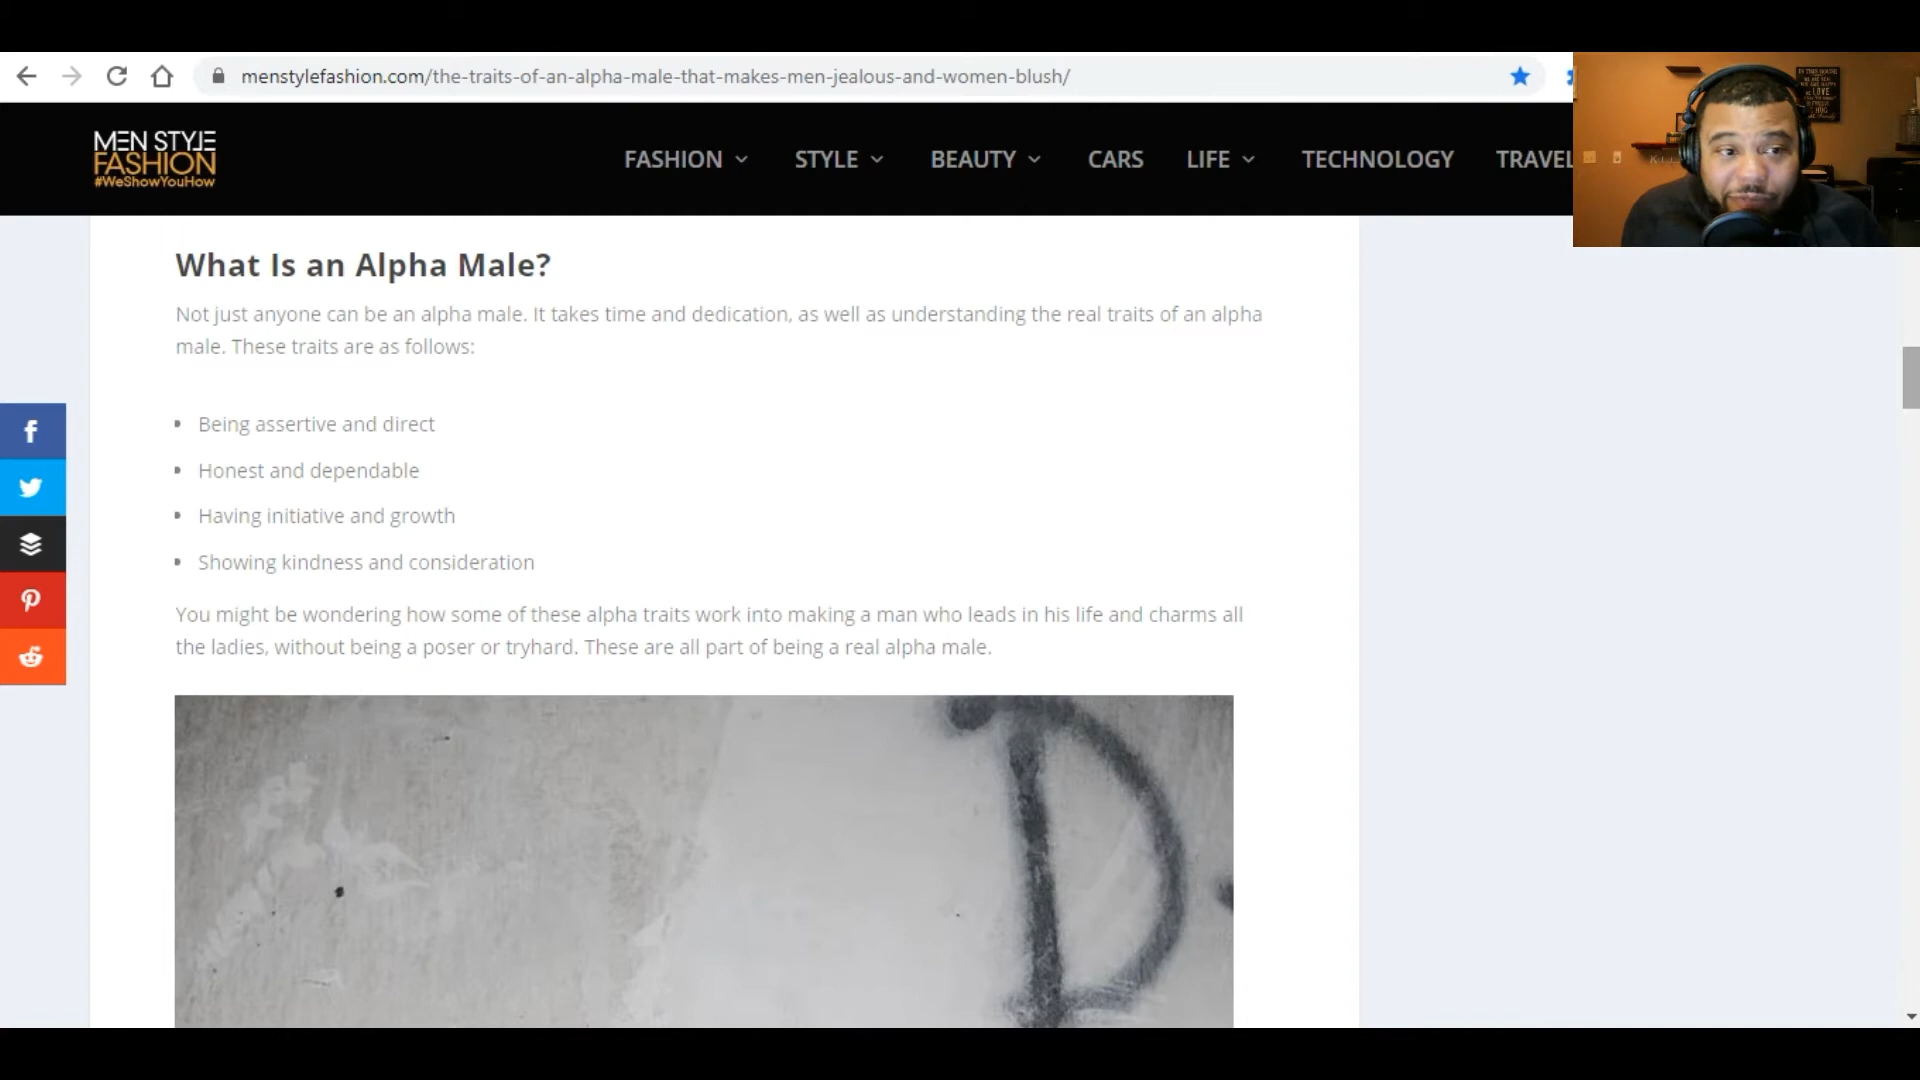 menstylefashion.com/the-traits-of-an-alpha-male-that-makes-men-jealous-and-women-blush/
MEN STYLE
FASHION
#WeShowYouHow
FASHION STYLE BEAUTY CARS LIFE TECHNOLOGY TRAVEL
What Is an Alpha Male?
Not just anyone can be an alpha male. It takes time and dedication, as well as understanding the real traits of an alpha
male. These traits are as follows:
Being assertive and direct
Honest and dependable
Having initiative and growth
Showing kindness and consideration
You might be wondering how some of these alpha traits work into making a man who leads in his life and charms all
the ladies, without being a poser or tryhard. These are all part of being a real alpha male.
LOVE
HUG